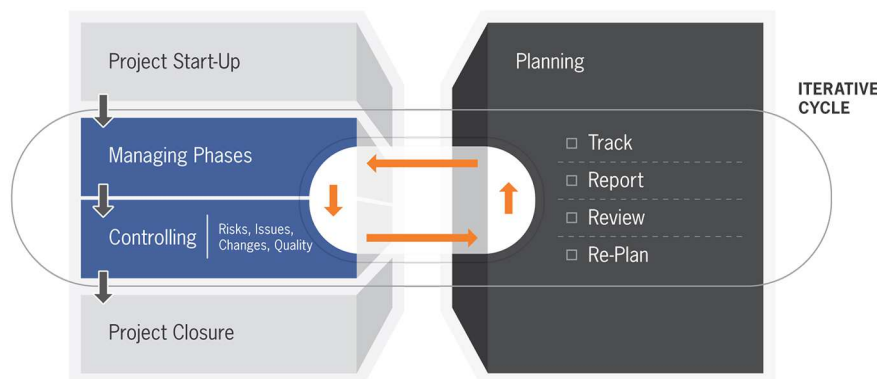 Project Start-Up
Managing Phases
Controlling
Risks, Issues,
Changes, Quality
Project Closure
Planning
Track
Report
Review
Re-Plan
ITERATIVE
CYCLE